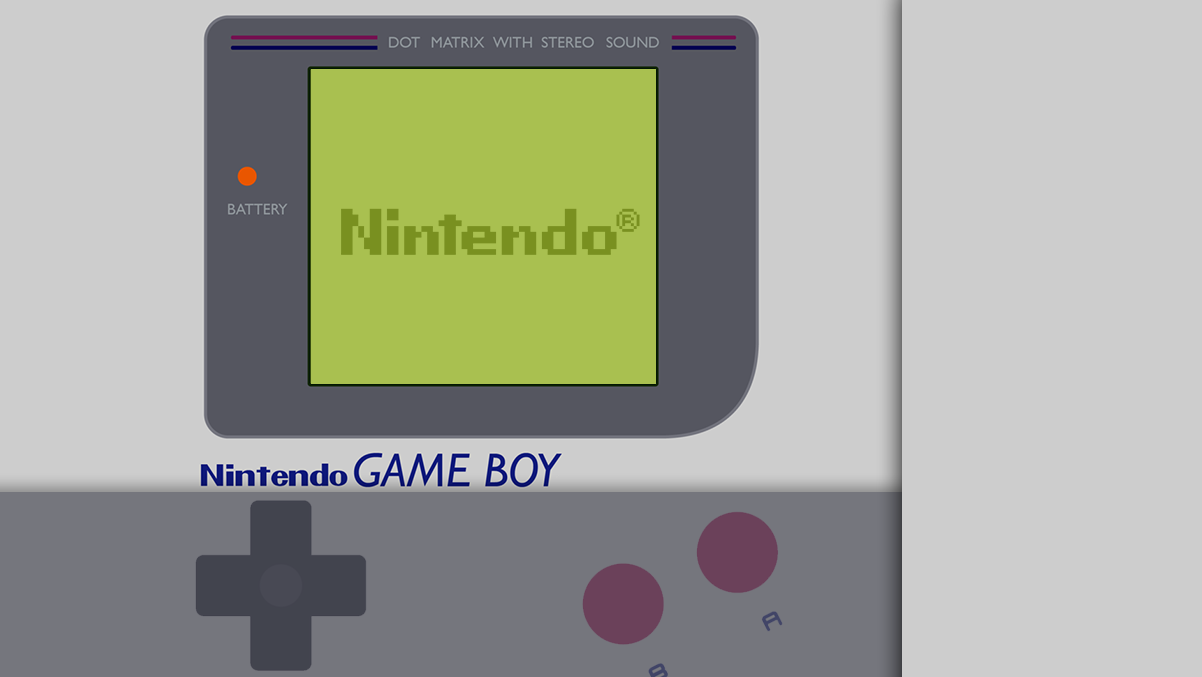 DOT MATRIX WITH STEREO SOUND
BATTERY
Nintendo®
Nintendo GAME BOY
A
B